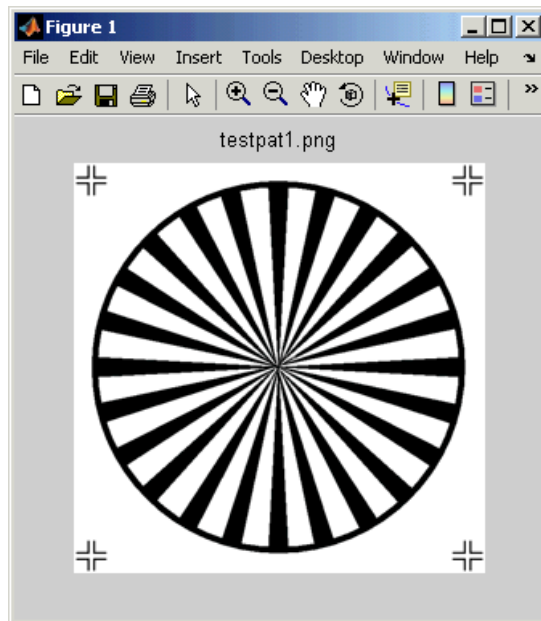 Figure 1
File Edit View Insert Tools Desktop Window Help
testpat1.png